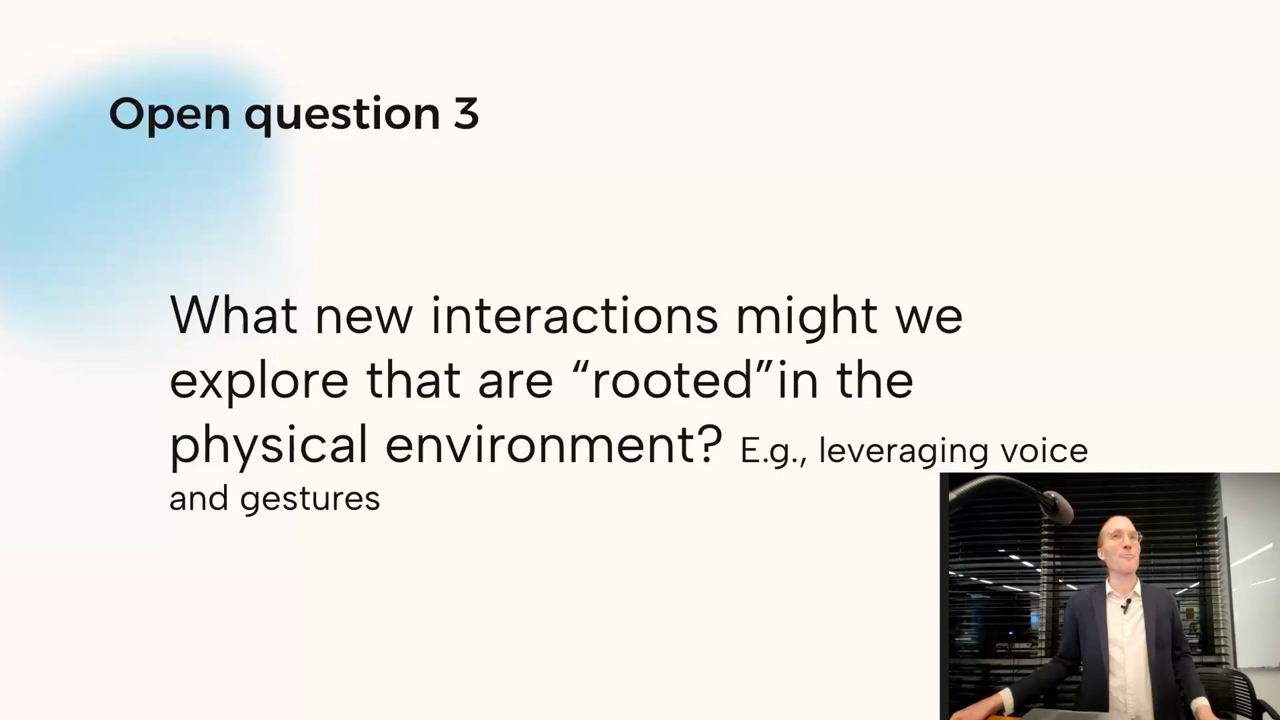 Open question 3
What new interactions might we
explore that are “rooted”in the
physical environment? E.g., leveraging voice
and gestures